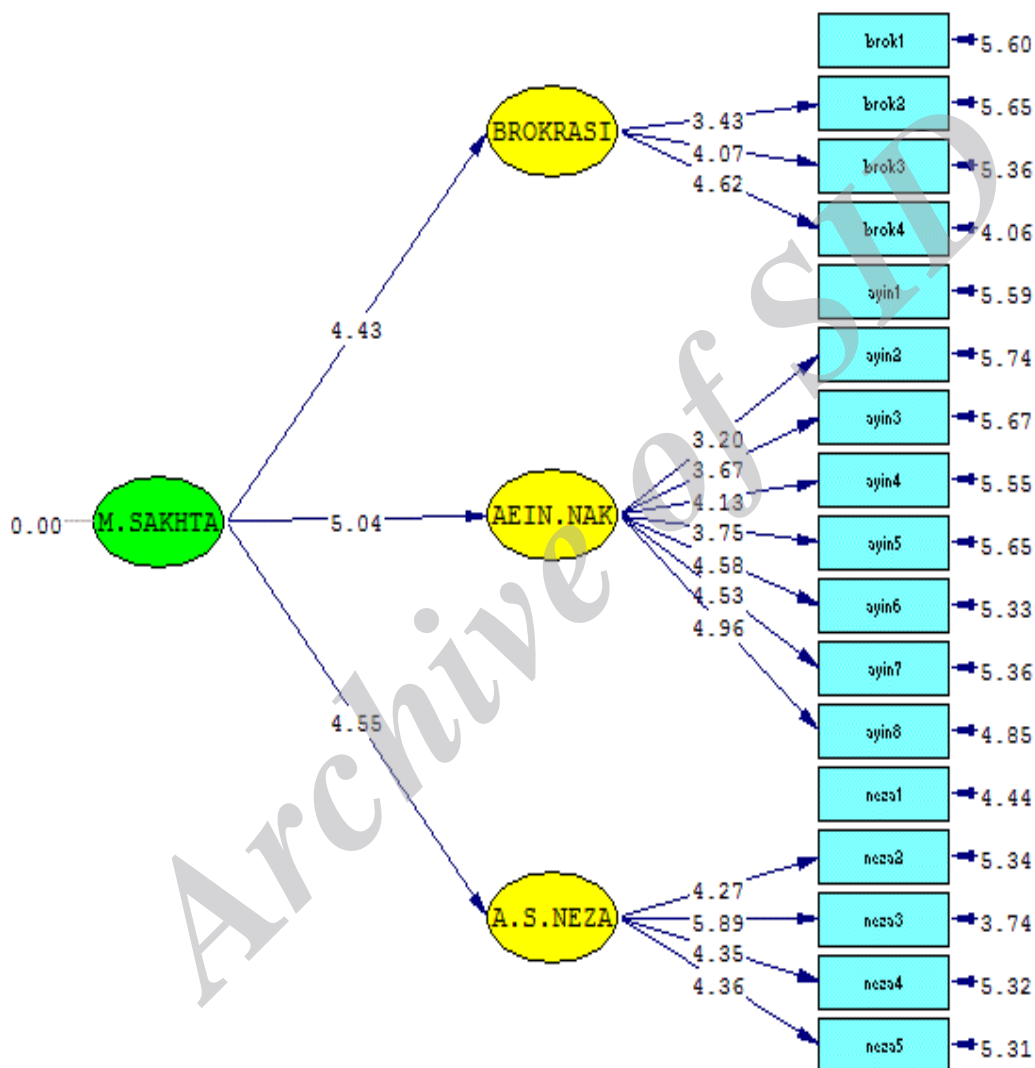 brok1 5.60
BROKRASI
brok2 5.65
3.43
4.07
4.62
brok3 5.36
brok4 4.06
ayin1 5.59
4.43
ayin2 5.74
ayin3 5.67
3.20
3.67
4.13
3.75
4.58
4.53
4.96
ayin4 5.55
0.00 M.SAKHTA 5.04 AEIN.NAK
ayin5 5.65
ayin6 5.33
ayin7 5.36
4.55
ayin8 4.85
neza1 4.44
neza2 5.34
4.27
5.89
4.35
4.36
A.S.NEZA
neza3 3.74
neza4 5.32
neza5 5.31
Archive of SID